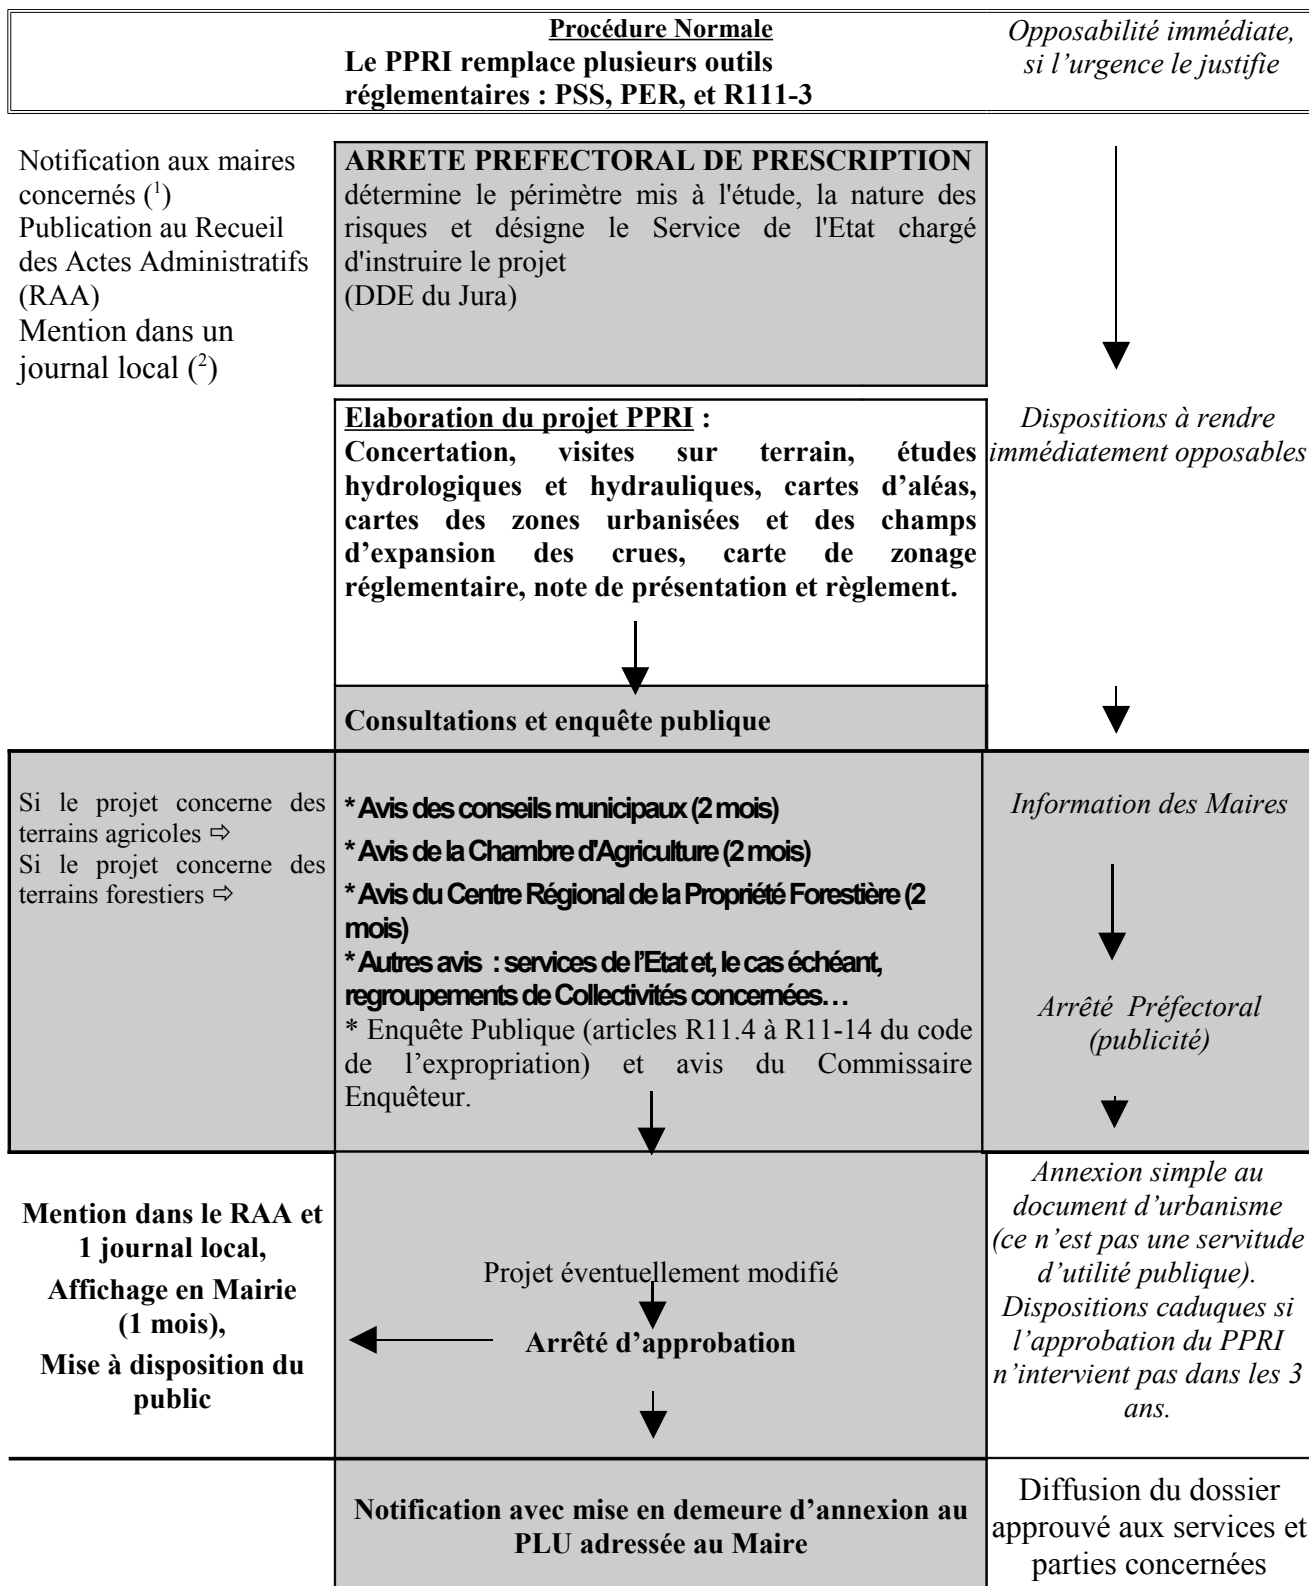 Procédure Normale
Le PPRI remplace plusieurs outils
réglementaires : PSS, PER, et R111-3
Opposabilité immédiate,
si l’urgence le justifie
Notification aux maires
concernés (¹)
Publication au Recueil
des Actes Administratifs
(RAA)
Mention dans un
journal local (²)
ARRETE PREFECTORAL DE PRESCRIPTION
détermine le périmètre mis à l'étude, la nature des
risques et désigne le Service de l'Etat chargé
d'instruire le projet
(DDE du Jura)
Elaboration du projet PPRI :
Concertation, visites sur terrain, études
hydrologiques et hydrauliques, cartes d’aléas,
cartes des zones urbanisées et des champs
d’expansion des crues, carte de zonage
réglementaire, note de présentation et règlement.
Dispositions à rendre
immédiatement opposables
Consultations et enquête publique
Si le projet concerne des
terrains agricoles ⇨
Si le projet concerne des
terrains forestiers ⇨
* Avis des conseils municipaux (2 mois)
* Avis de la Chambre d'Agriculture (2 mois)
* Avis du Centre Régional de la Propriété Forestière (2
mois)
* Autres avis : services de l’Etat et, le cas échéant,
regroupements de Collectivités concernées…
* Enquête Publique (articles R11.4 à R11-14 du code
de l’expropriation) et avis du Commissaire
Enquêteur.
Information des Maires
Arrêté Préfectoral
(publicité)
Mention dans le RAA et
1 journal local,
Affichage en Mairie
(1 mois),
Mise à disposition du
public
Projet éventuellement modifié
Arrêté d’approbation
Annexion simple au
document d’urbanisme
(ce n’est pas une servitude
d’utilité publique).
Dispositions caduques si
l’approbation du PPRI
n’intervient pas dans les 3
ans.
Notification avec mise en demeure d’annexion au
PLU adressée au Maire
Diffusion du dossier
approuvé aux services et
parties concernées